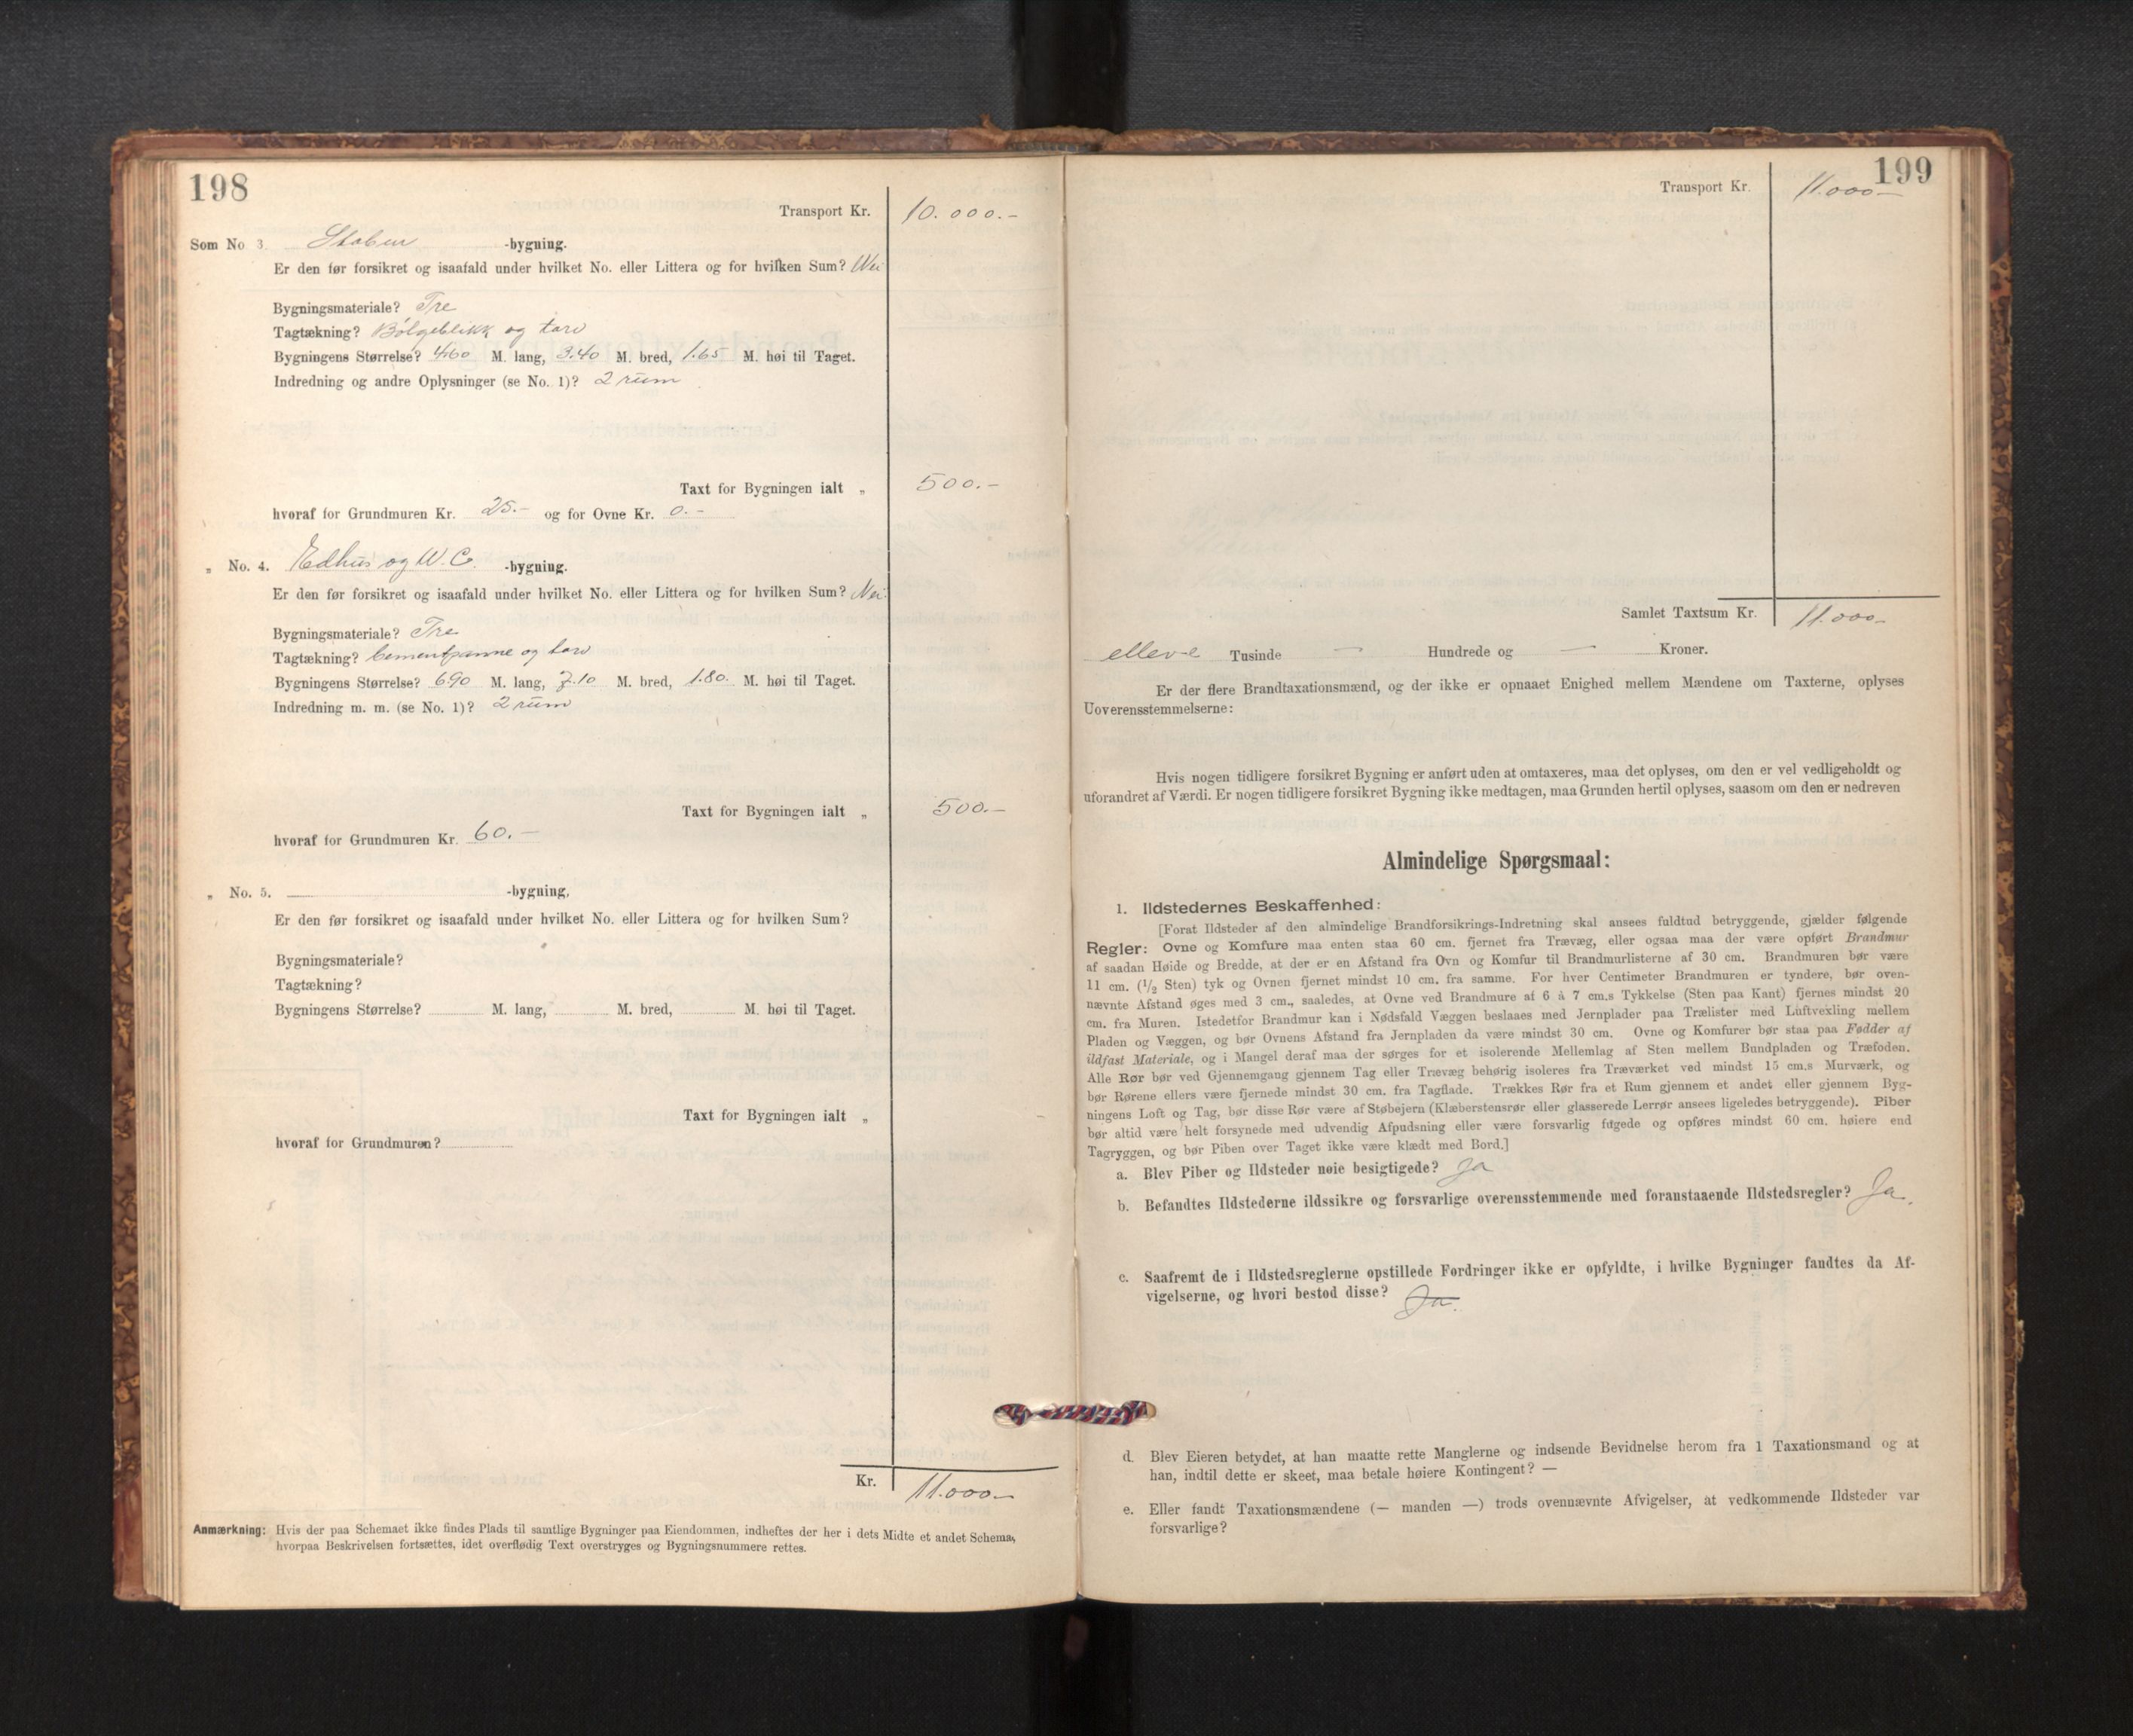 198
Transport Kr. 10.000.-
Som No 3. Stabur -bygning.
Er den før forsikret og isaafald under hvilket No. eller Littera og for hvilken Sum? Nei
Bygningsmateriale? Tre
Tagtækning? Bölgeblikk og torv
Bygningens Størrelse? 4.60 M. lang, 3.40 M. bred, 1.65 M. høi til Taget.
Indredning og andre Oplysninger (se No. 1)? 2 rum
Taxt for Bygningen ialt „ 500.-
hvoraf for Grundmuren Kr. 25.- og for Ovne Kr. 0.-
„ No. 4. Eldhus og W.C. -bygning.
Er den før forsikret og isaafald under hvilket No. eller Littera og for hvilken Sum? Nei
Bygningsmateriale? Tre
Tagtækning? Cementpanne og torv
Bygningens Størrelse? 6.90 M. lang, M. bred, 1.80. M. høi til Taget.
Indredning m. m. (se No. 1)? 2 rum
Taxt for Bygningen ialt „ 500.-
hvoraf for Grundmuren Kr. 60.-
„ No. 5. -bygning,
Er den før forsikret og isaafald under hvilket No. eller Littera og for hvilken Sum?
Bygningsmateriale?
Tagtækning?
Bygningens Størrelse? M. lang, M. bred, M. høi til Taget.
Taxt for Bygningen ialt „
hvoraf for Grundmuren?
Kr. 11.000.-
Anmærkning: Hvis der paa Schemaet ikke findes Plads til samtlige Bygninger paa Eiendommen, indheftes der her i dets Midte et andet Schema,
hvorpaa Beskrivelsen fortsættes, idet overflødig Text overstryges og Bygningsnummere rettes.
199
Transport Kr. 11.000-
Samlet Taxtsum Kr. 11.000-
elleve Tusinde — Hundrede og — Kroner.
Er der flere Brandtaxationsmænd, og der ikke er opnaaet Enighed mellem Mændene om Taxterne, oplyses
Uoverensstemmelserne:
Hvis nogen tidligere forsikret Bygning er anført uden at omtaxeres, maa det oplyses, om den er vel vedligeholdt og
uforandret af Værdi. Er nogen tidligere forsikret Bygning ikke medtagen, maa Grunden hertil oplyses, saasom om den er nedreven
Almindelige Spørgsmaal:
1. Ildstedernes Beskaffenhed:
[Forat Ildsteder af den almindelige Brandforsikrings-Indretning skal ansees fuldtud betryggende, gjælder følgende
Regler: Ovne og Komfure maa enten staa 60 cm. fjernet fra Trævæg, eller ogsaa maa der være opført Brandmur
af saadan Høide og Bredde, at der er en Afstand fra Ovn og Komfur til Brandmurlisterne af 30 cm. Brandmuren bør være
11 cm. (1/2 Sten) tyk og Ovnen fjernet mindst 10 cm. fra samme. For hver Centimeter Brandmuren er tyndere, bør oven-
nævnte Afstand øges med 3 cm., saaledes, at Ovne ved Brandmure af 6 à 7 cm.s Tykkelse (Sten paa Kant) fjernes mindst 20
cm. fra Muren. Istedetfor Brandmur kan i Nødsfald Væggen beslaaes med Jernplader paa Trælister med Luftvexling mellem
Pladen og Væggen, og bør Ovnens Afstand fra Jernpladen da være mindst 30 cm. Ovne og Komfurer bør staa paa Fødder af
ildfast Materiale, og i Mangel deraf maa der sørges for et isolerende Mellemlag af Sten mellem Bundpladen og Træfoden.
Alle Rør bør ved Gjennemgang gjennem Tag eller Trævæg behørig isoleres fra Træværket ved mindst 15 cm.s Murværk, og
bør Rørene ellers være fjernede mindst 30 cm. fra Tagflade. Trækkes Rør fra et Rum gjennem et andet eller gjennem Byg-
ningens Loft og Tag, bør disse Rør være af Støbejern (Klæberstensrør eller glasserede Lerrør ansees ligeledes betryggende). Piber
bør altid være helt forsynede med udvendig Afpudsning eller være forsvarlig fugede og opføres mindst 60 cm. høiere end
Tagryggen, og bør Piben over Taget ikke være klædt med Bord.]
a. Blev Piber og Ildsteder nøie besigtigede? Ja
b. Befandtes Ildstederne ildssikre og forsvarlige overensstemmende med foranstaaende Ildstedsregler? Ja.
c. Saafremt de i Ildstedsreglerne opstillede Fordringer ikke er opfyldte, i hvilke Bygninger fandtes da Af-
vigelserne, og hvori bestod disse? Ja.
d. Blev Eieren betydet, at han maatte rette Manglerne og indsende Bevidnelse herom fra 1 Taxationsmand og at
han, indtil dette er skeet, maa betale høiere Kontingent? —
e. Eller fandt Taxationsmændene (— manden —) trods ovennævnte Afvigelser, at vedkommende Ildsteder var
forsvarlige?